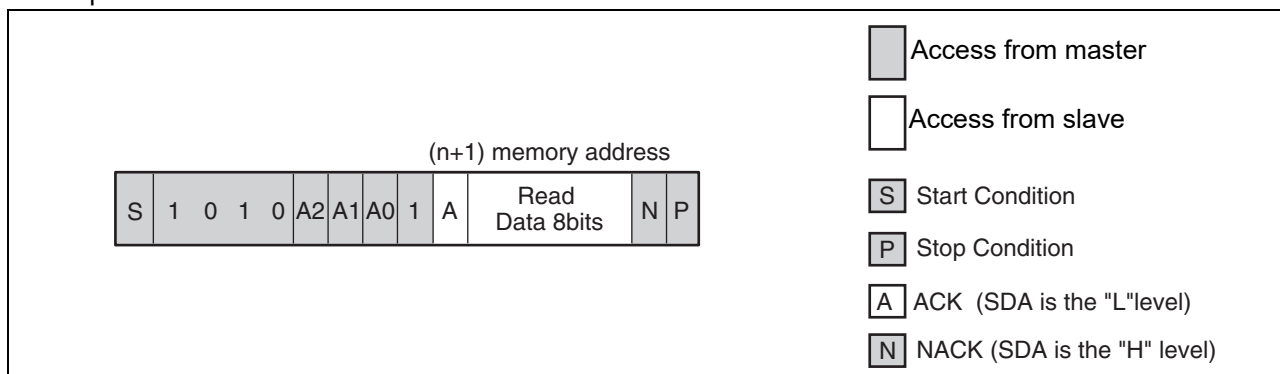 Access from master
Access from slave
(n+1) memory address
S 1 0 1 0 A2 A1 A0 1 A Read Data 8bits N P
S Start Condition
P Stop Condition
A ACK (SDA is the "L"level)
N NACK (SDA is the "H" level)